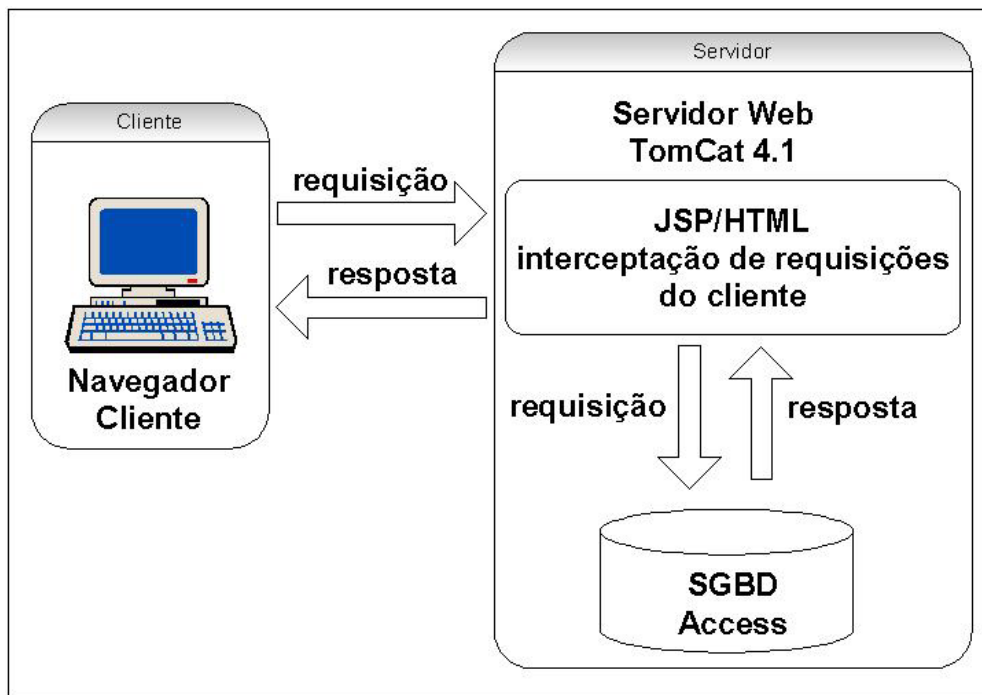 Cliente
Navegador
Cliente
requisição
resposta
Servidor
Servidor Web
TomCat 4.1
JSP/HTML
interceptação de requisições
do cliente
requisição
resposta
SGBD
Access